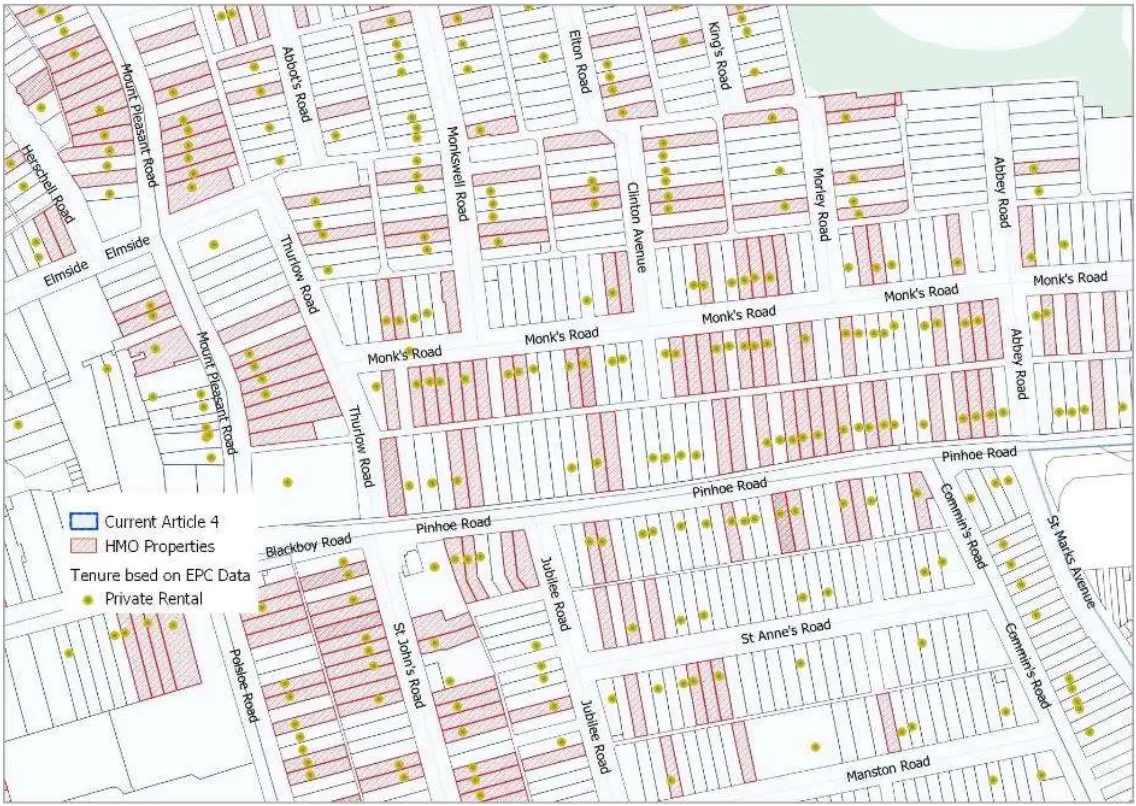 King's Road
Elton Road
Abbot's Road
Mount Pleasant Road
Monkswell Road
Herschell Road
Clinton Avenue
Morley Road
Abbey Road
Elmside
Elmside
Thurlow Road
Monk's Road
Monk's Road
Monk's Road
Monk's Road
Monk's Road
Mount Pleasant Road
Abbey Road
Thurlow Road
Pinhoe Road
Pinhoe Road
Pinhoe Road
Commin's Road
St Marks Avenue
Blackboy Road
Current Article 4
HMO Properties
Tenure bsed on EPC Data
Private Rental
Jubilee Road
St Anne's Road
St John's Road
Polsloe Road
Commin's Road
Jubilee Road
Manston Road